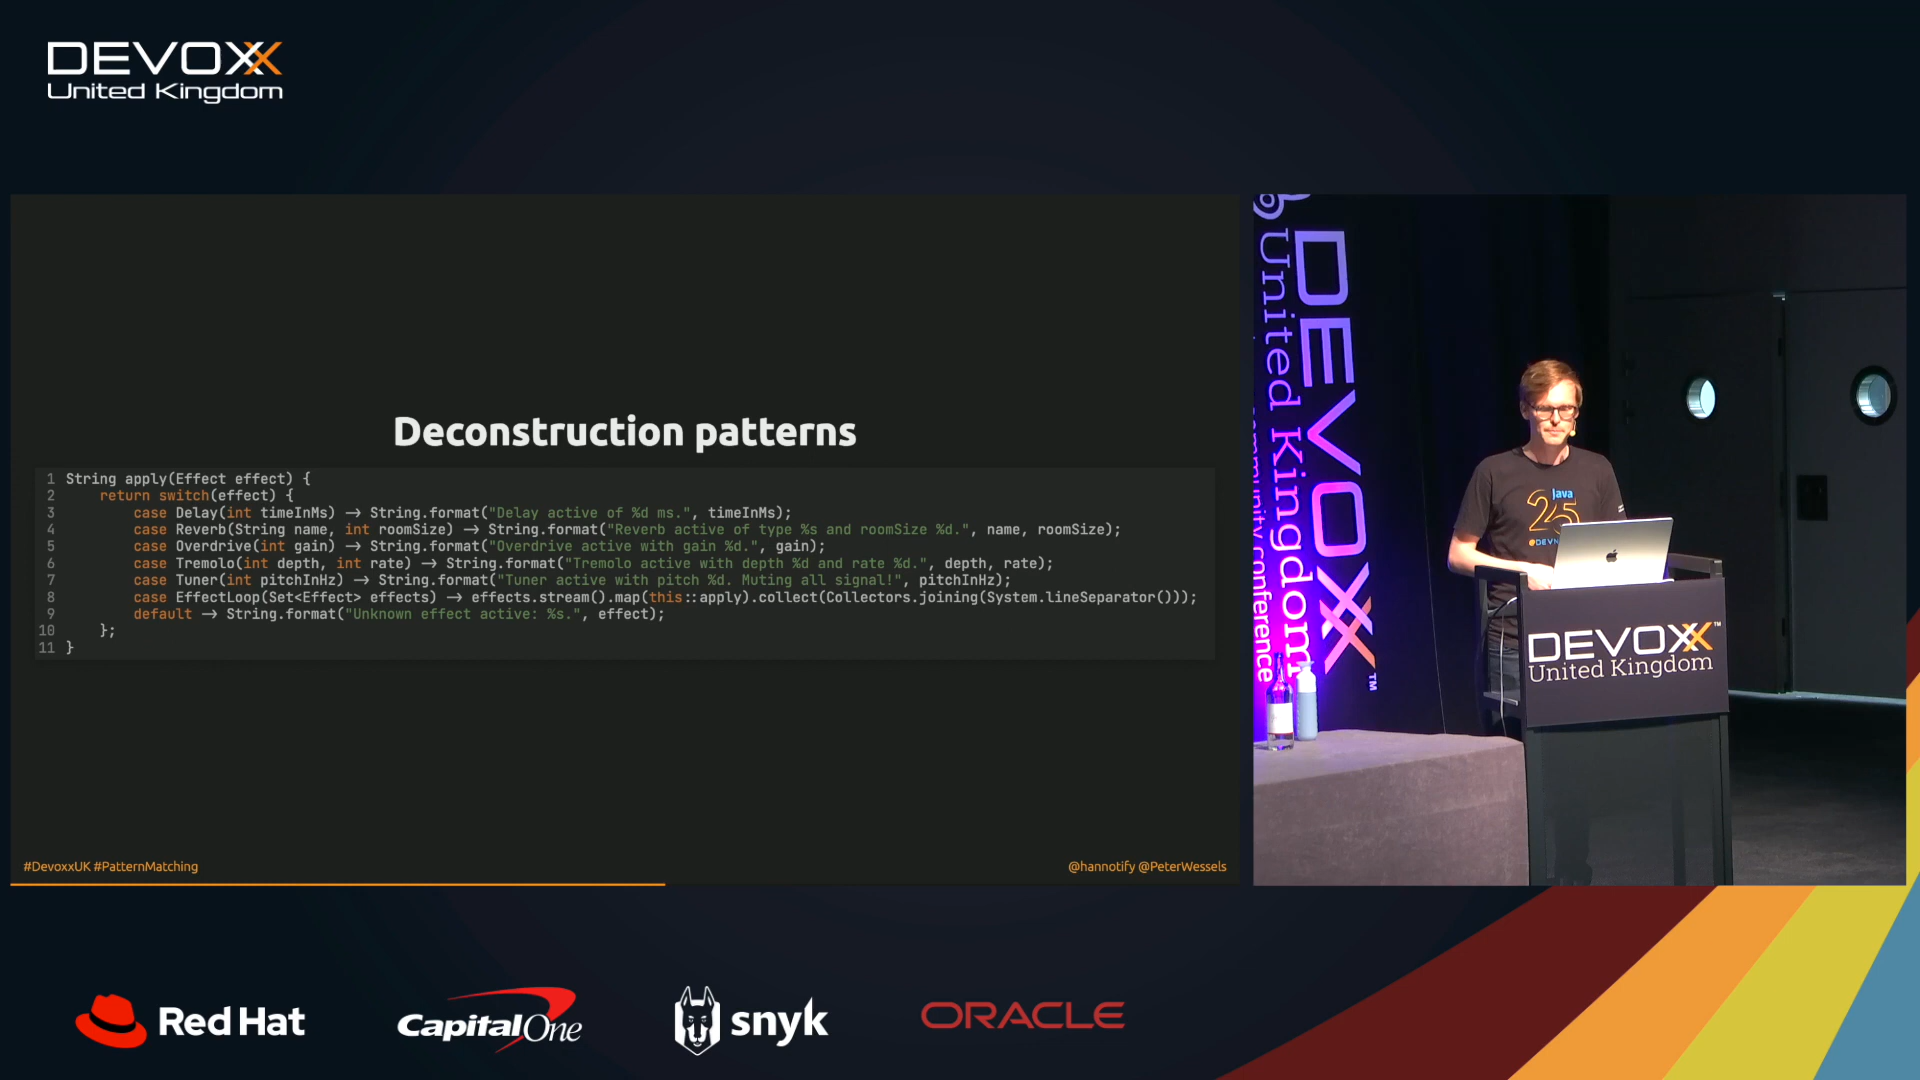 DEVOXX
United Kingdom
Deconstruction patterns
1 String apply(Effect effect) {
2     return switch(effect) {
3         case Delay(int timeInMs) -> String.format("Delay active of %d ms.", timeInMs);
4         case Reverb(String name, int roomSize) -> String.format("Reverb active of type %s and roomSize %d.", name, roomSize);
5         case Overdrive(int gain) -> String.format("Overdrive active with gain %d.", gain);
6         case Tremolo(int depth, int rate) -> String.format("Tremolo active with depth %d and rate %d.", depth, rate);
7         case Tuner(int pitchInHz) -> String.format("Tuner active with pitch %d. Muting all signal!", pitchInHz);
8         case EffectLoop(Set<Effect> effects) -> effects.stream().map(this::apply).collect(Collectors.joining(System.lineSeparator()));
9         default -> String.format("Unknown effect active: %s.", effect);
10     };
11 }
#DevoxxUK #PatternMatching
@hannotify @PeterWessels
DEVOXX™
United Kingdom
community conference
Java
25
DEVOXX™
United Kingdom
Red Hat
Capital One
snyk
ORACLE